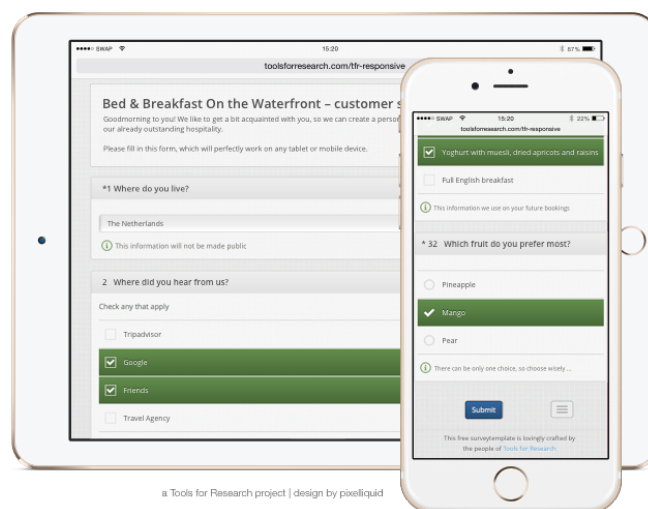 SWAP
15:20
87%
toolsforresearch.com/tfr-responsive
Bed & Breakfast On the Waterfront – customer s
Goodmorning to you! We like to get a bit acquainted with you, so we can create a person
our already outstanding hospitality.
Please fill in this form, which will perfectly work on any tablet or mobile device.
*1 Where do you live?
The Netherlands
This information will not be made public
2 Where did you hear from us?
Check any that apply
Tripadvisor
Google
Friends
Travel Agency
SWAP
15:20
22%
toolsforresearch.com/tfr-responsive
Yoghurt with muesli, dried apricots and raisins
Full English breakfast
This information we use on your future bookings
* 32 Which fruit do you prefer most?
Pineapple
Mango
Pear
There can be only one choice, so choose wisely ...
Submit
This free surveytemplate is lovingly crafted by
the people of Tools for Research
a Tools for Research project | design by pixelliquid